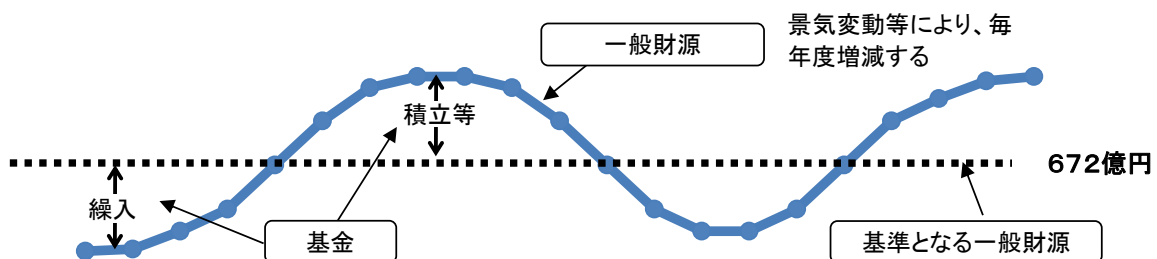 一般財源
景気変動等により、毎
年度増減する
積立等
672億円
繰入
基金
基準となる一般財源